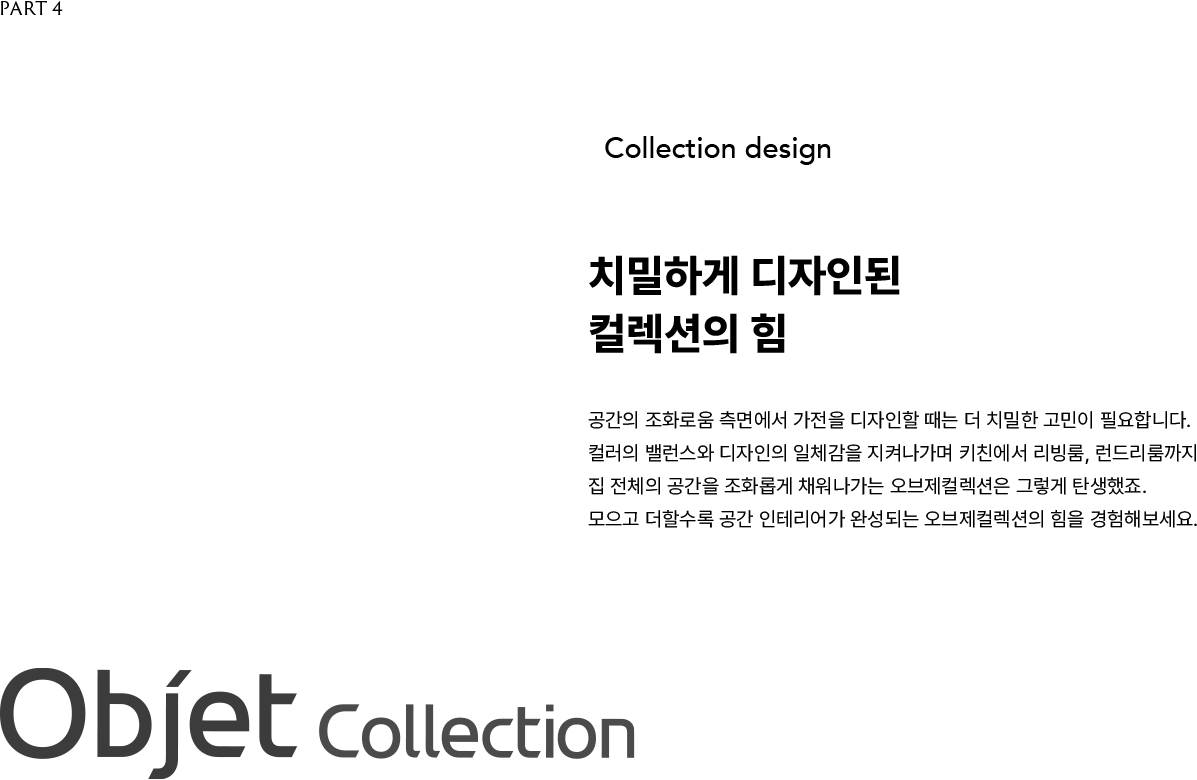 PART 4
Collection design
치밀하게 디자인된
컬렉션의 힘
공간의 조화로움 측면에서 가전을 디자인할 때는 더 치밀한 고민이 필요합니다.
컬러의 밸런스와 디자인의 일체감을 지켜나가며 키친에서 리빙룸, 런드리룸까지
집 전체의 공간을 조화롭게 채워나가는 오브제컬렉션은 그렇게 탄생했죠.
모으고 더할수록 공간 인테리어가 완성되는 오브제컬렉션의 힘을 경험해보세요.
Objet Collection